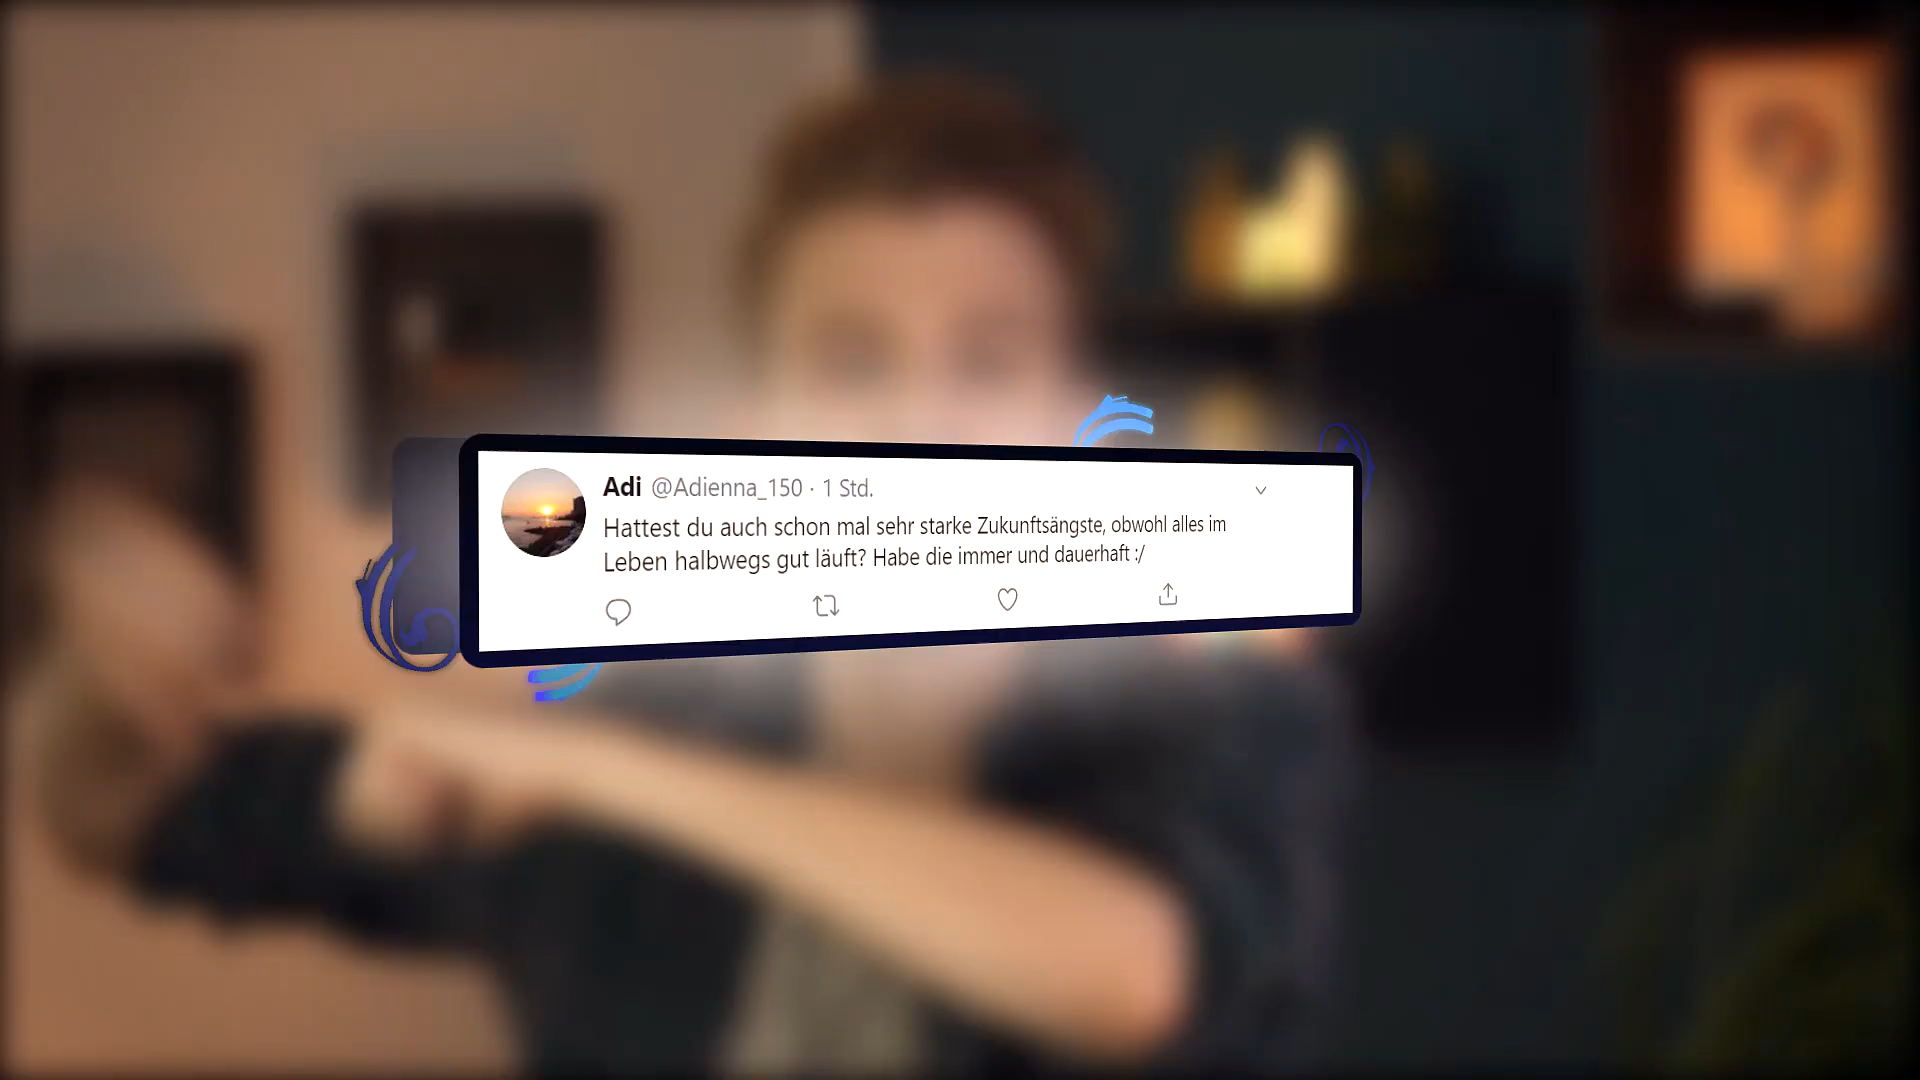 Adi @Adienna_150 · 1 Std.
Hattest du auch schon mal sehr starke Zukunftsängste, obwohl alles im
Leben halbwegs gut läuft? Habe die immer und dauerhaft :/